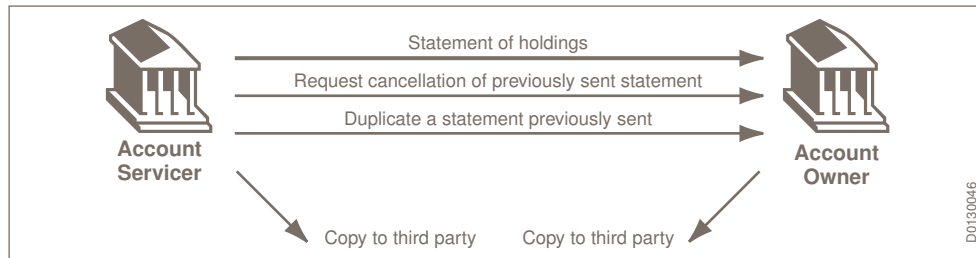 Statement of holdings
Request cancellation of previously sent statement
Duplicate a statement previously sent
Account
Servicer
Account
Owner
Copy to third party
Copy to third party
D0130046